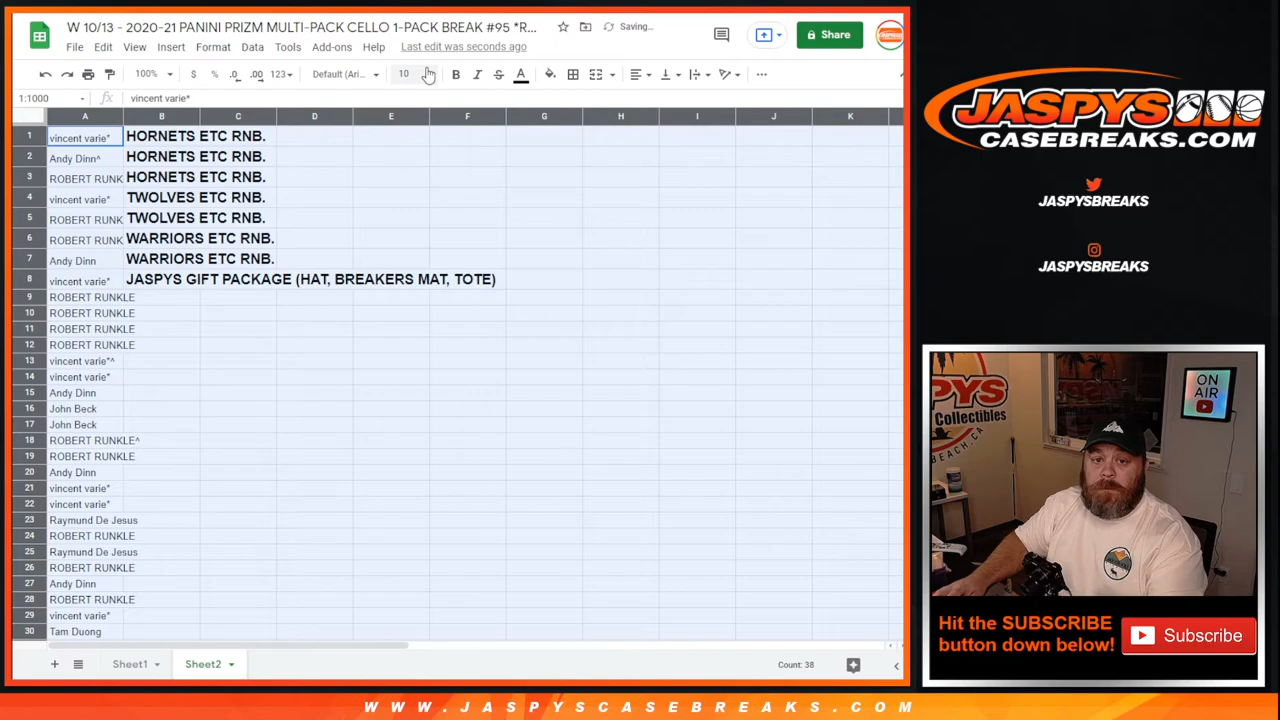 W 10/13 - 2020-21 PANINI PRIZM MULTI-PACK CELLO 1-PACK BREAK #95 *R...
Saving...
Share
File Edit View Insert Format Data Tools Add-ons Help Last edit was seconds ago
100% $ % .0 .00 123 Default (Ari... 10 B I S A
1:1000 fx vincent varie*
A B C D E F G H I J K
1 vincent varie* HORNETS ETC RNB.
2 Andy Dinn^ HORNETS ETC RNB.
3 ROBERT RUNK HORNETS ETC RNB.
4 vincent varie* TWOLVES ETC RNB.
5 ROBERT RUNK TWOLVES ETC RNB.
6 ROBERT RUNK WARRIORS ETC RNB.
7 Andy Dinn WARRIORS ETC RNB.
8 vincent varie* JASPYS GIFT PACKAGE (HAT, BREAKERS MAT, TOTE)
9 ROBERT RUNKLE
10 ROBERT RUNKLE
11 ROBERT RUNKLE
12 ROBERT RUNKLE
13 vincent varie*^
14 vincent varie*
15 Andy Dinn
16 John Beck
17 John Beck
18 ROBERT RUNKLE^
19 ROBERT RUNKLE
20 Andy Dinn
21 vincent varie*
22 vincent varie*
23 Raymund De Jesus
24 ROBERT RUNKLE
25 Raymund De Jesus
26 ROBERT RUNKLE
27 Andy Dinn
28 ROBERT RUNKLE
29 vincent varie*
30 Tam Duong
Sheet1 Sheet2 Count: 38
JASPYS
CASEBREAKS.COM
JASPYSBREAKS
JASPYSBREAKS
ON
AIR
Collectibles
BEACH, CA
Hit the SUBSCRIBE
button down below!
Subscribe
WWW.JASPYSCASEBREAKS.COM